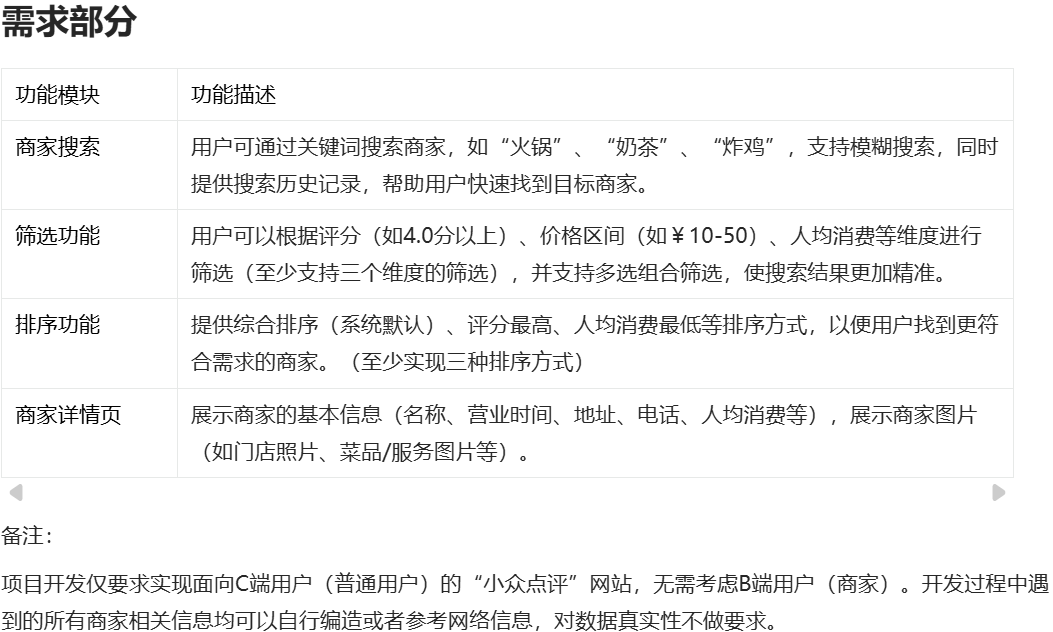 需求部分
功能模块
功能描述
商家搜索
用户可通过关键词搜索商家，如“火锅”、“奶茶”、“炸鸡”，支持模糊搜索，同时
提供搜索历史记录，帮助用户快速找到目标商家。
筛选功能
用户可以根据评分（如4.0分以上）、价格区间（如￥10-50）、人均消费等维度进行
筛选（至少支持三个维度的筛选），并支持多选组合筛选，使搜索结果更加精准。
排序功能
提供综合排序（系统默认）、评分最高、人均消费最低等排序方式，以便用户找到更符
合需求的商家。（至少实现三种排序方式）
商家详情页
展示商家的基本信息（名称、营业时间、地址、电话、人均消费等），展示商家图片
（如门店照片、菜品/服务图片等）。
备注：
项目开发仅要求实现面向C端用户（普通用户）的“小众点评”网站，无需考虑B端用户（商家）。开发过程中遇
到的所有商家相关信息均可以自行编造或者参考网络信息，对数据真实性不做要求。